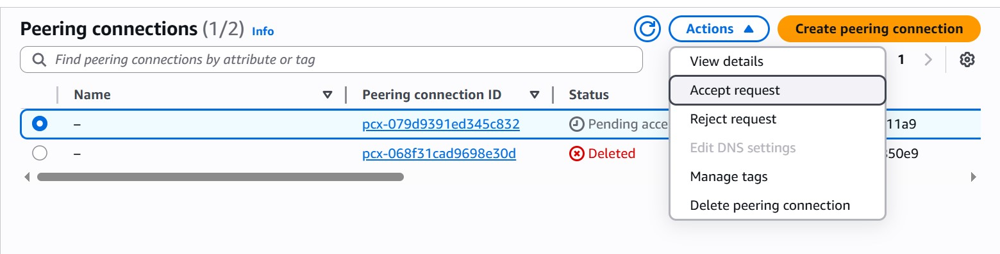 Peering connections (1/2) Info
Actions
Create peering connection
Find peering connections by attribute or tag
1
Name
Peering connection ID
Status
– pcx-079d9391ed345c832 Pending acce 11a9
– pcx-068f31cad9698e30d Deleted 350e9
View details
Accept request
Reject request
Edit DNS settings
Manage tags
Delete peering connection